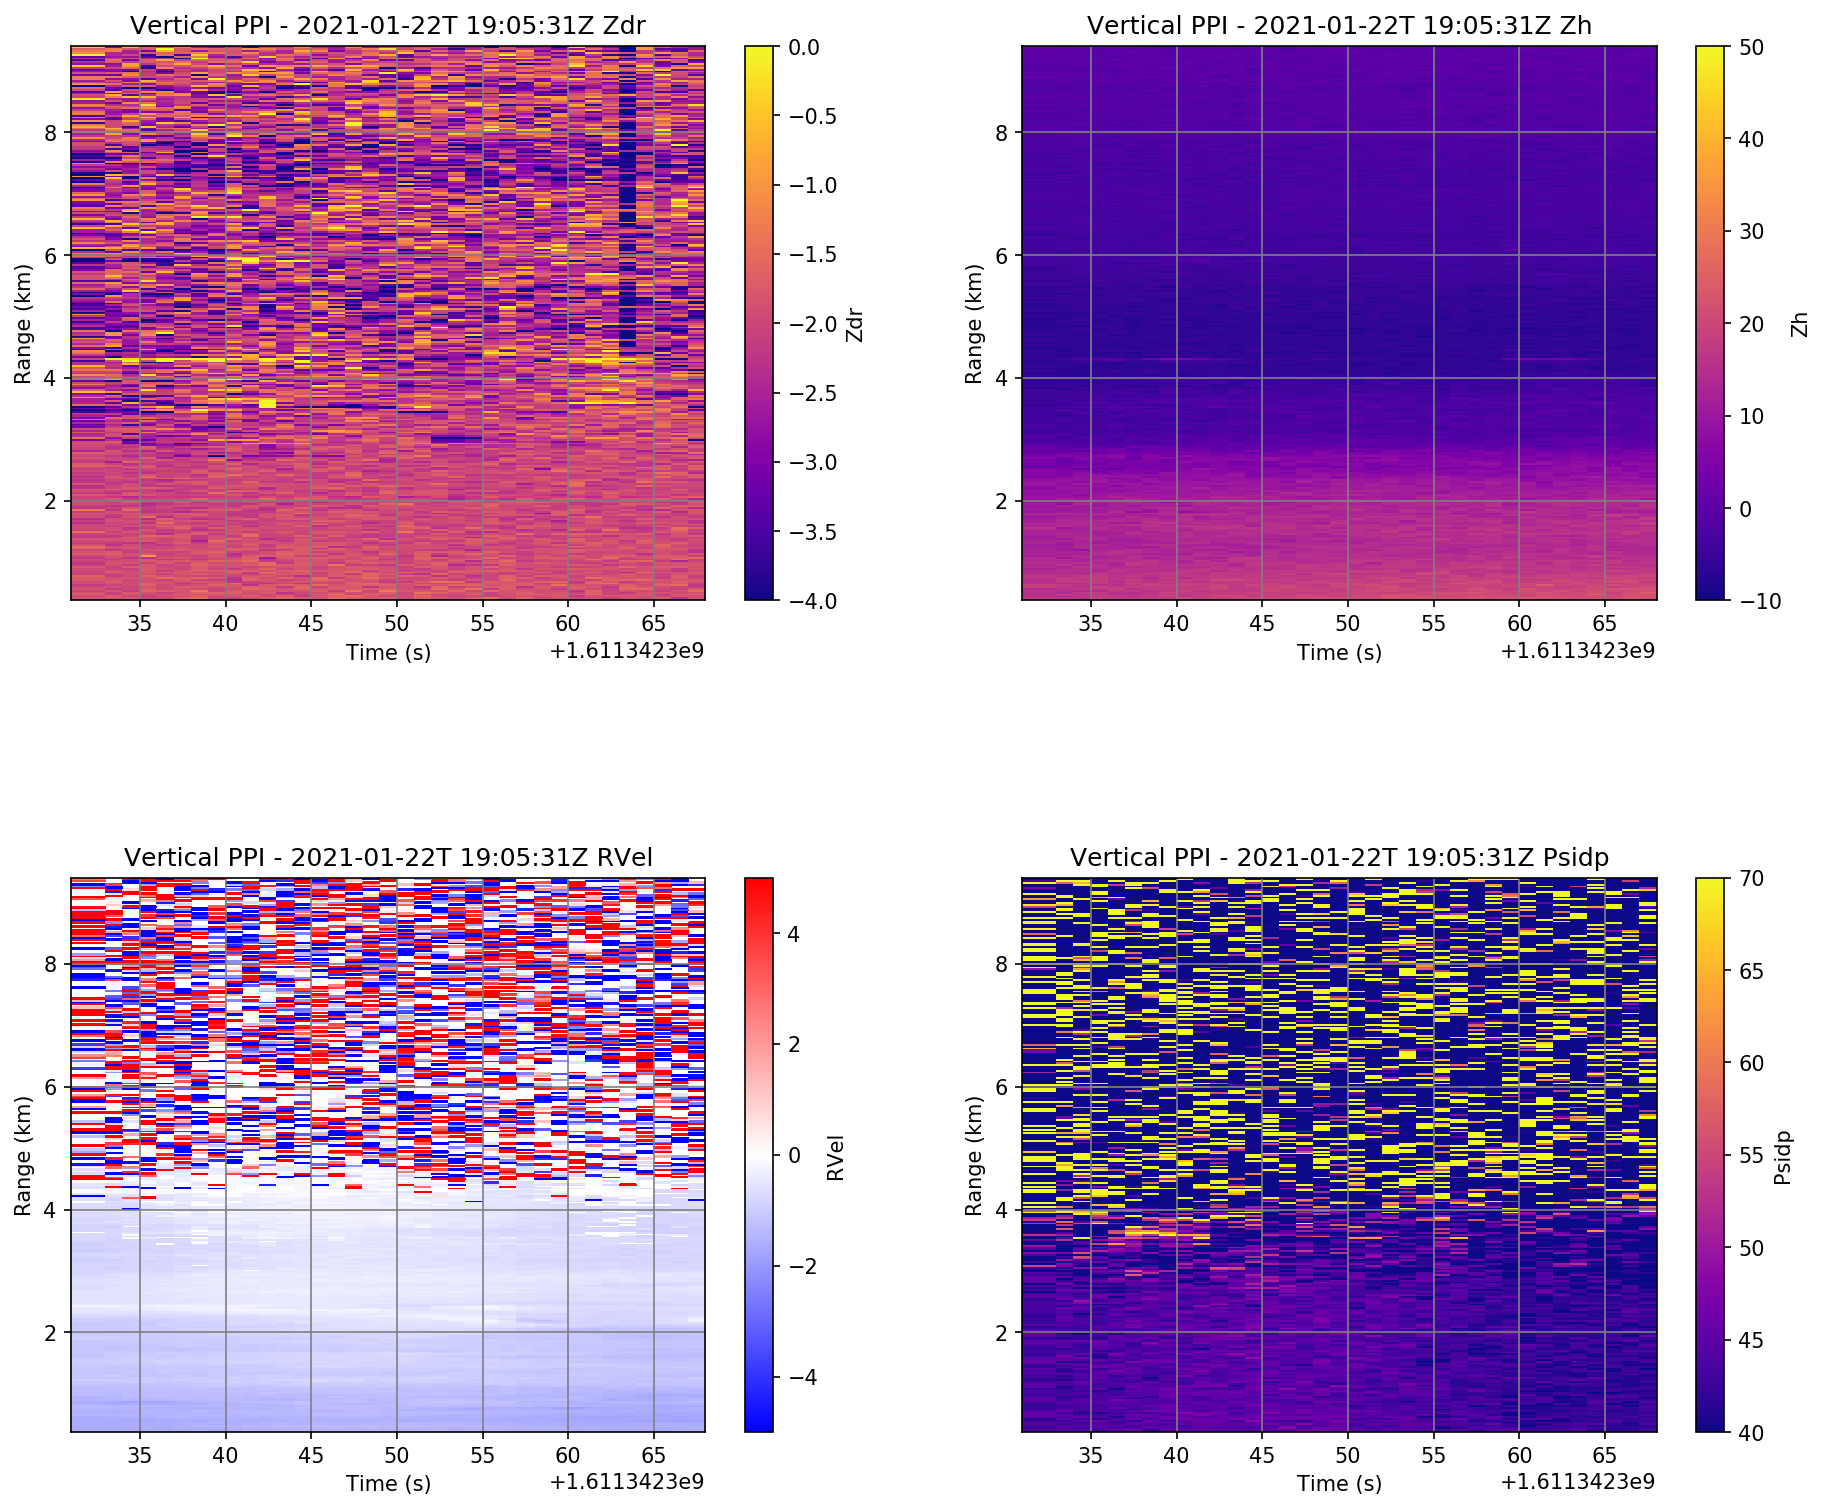 Vertical PPI - 2021-01-22T 19:05:31Z Zdr
0.0
−0.5
−1.0
−1.5
−2.0
−2.5
−3.0
−3.5
−4.0
Zdr
8
6
4
2
Range (km)
35 40 45 50 55 60 65
Time (s)
+1.6113423e9
Vertical PPI - 2021-01-22T 19:05:31Z Zh
50
40
30
20
10
0
−10
Zh
8
6
4
2
Range (km)
35 40 45 50 55 60 65
Time (s)
+1.6113423e9
Vertical PPI - 2021-01-22T 19:05:31Z RVel
4
2
0
−2
−4
RVel
8
6
4
2
Range (km)
35 40 45 50 55 60 65
Time (s)
+1.6113423e9
Vertical PPI - 2021-01-22T 19:05:31Z Psidp
70
65
60
55
50
45
40
Psidp
8
6
4
2
Range (km)
35 40 45 50 55 60 65
Time (s)
+1.6113423e9